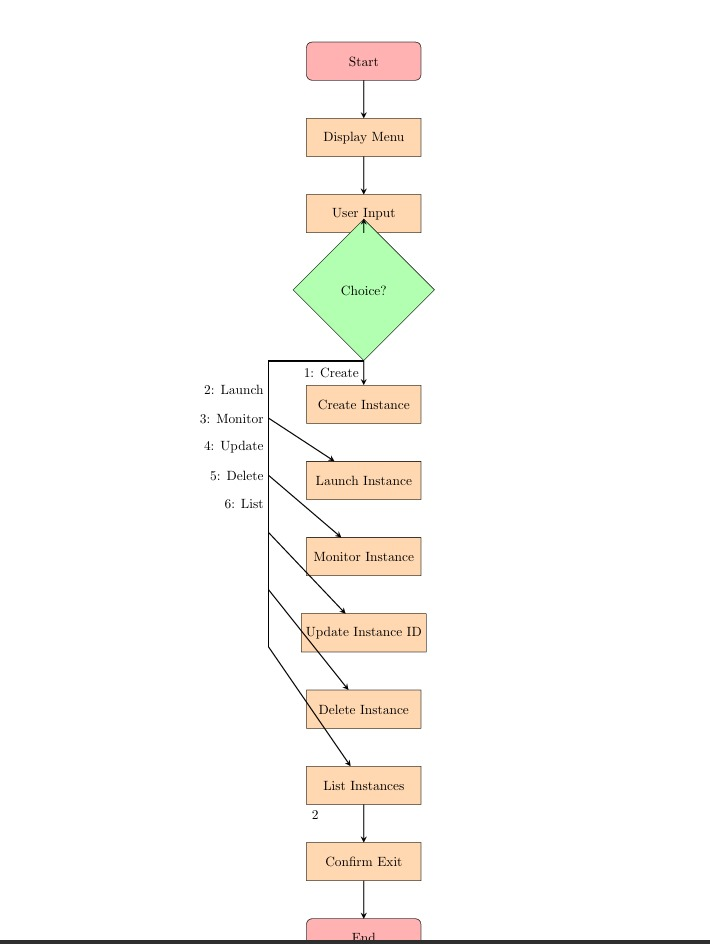 Start
Display Menu
User Input
Choice?
1: Create
2: Launch
Create Instance
3: Monitor
4: Update
5: Delete
Launch Instance
6: List
Monitor Instance
Update Instance ID
Delete Instance
List Instances
2
Confirm Exit
End